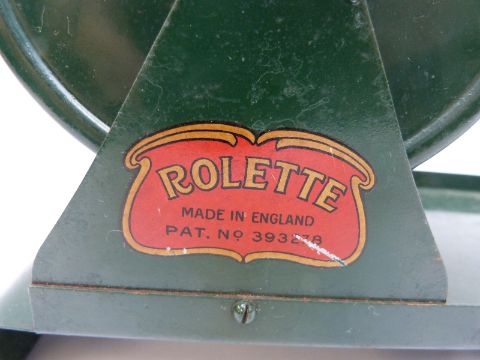 ROLETTE
MADE IN ENGLAND
PAT. NO